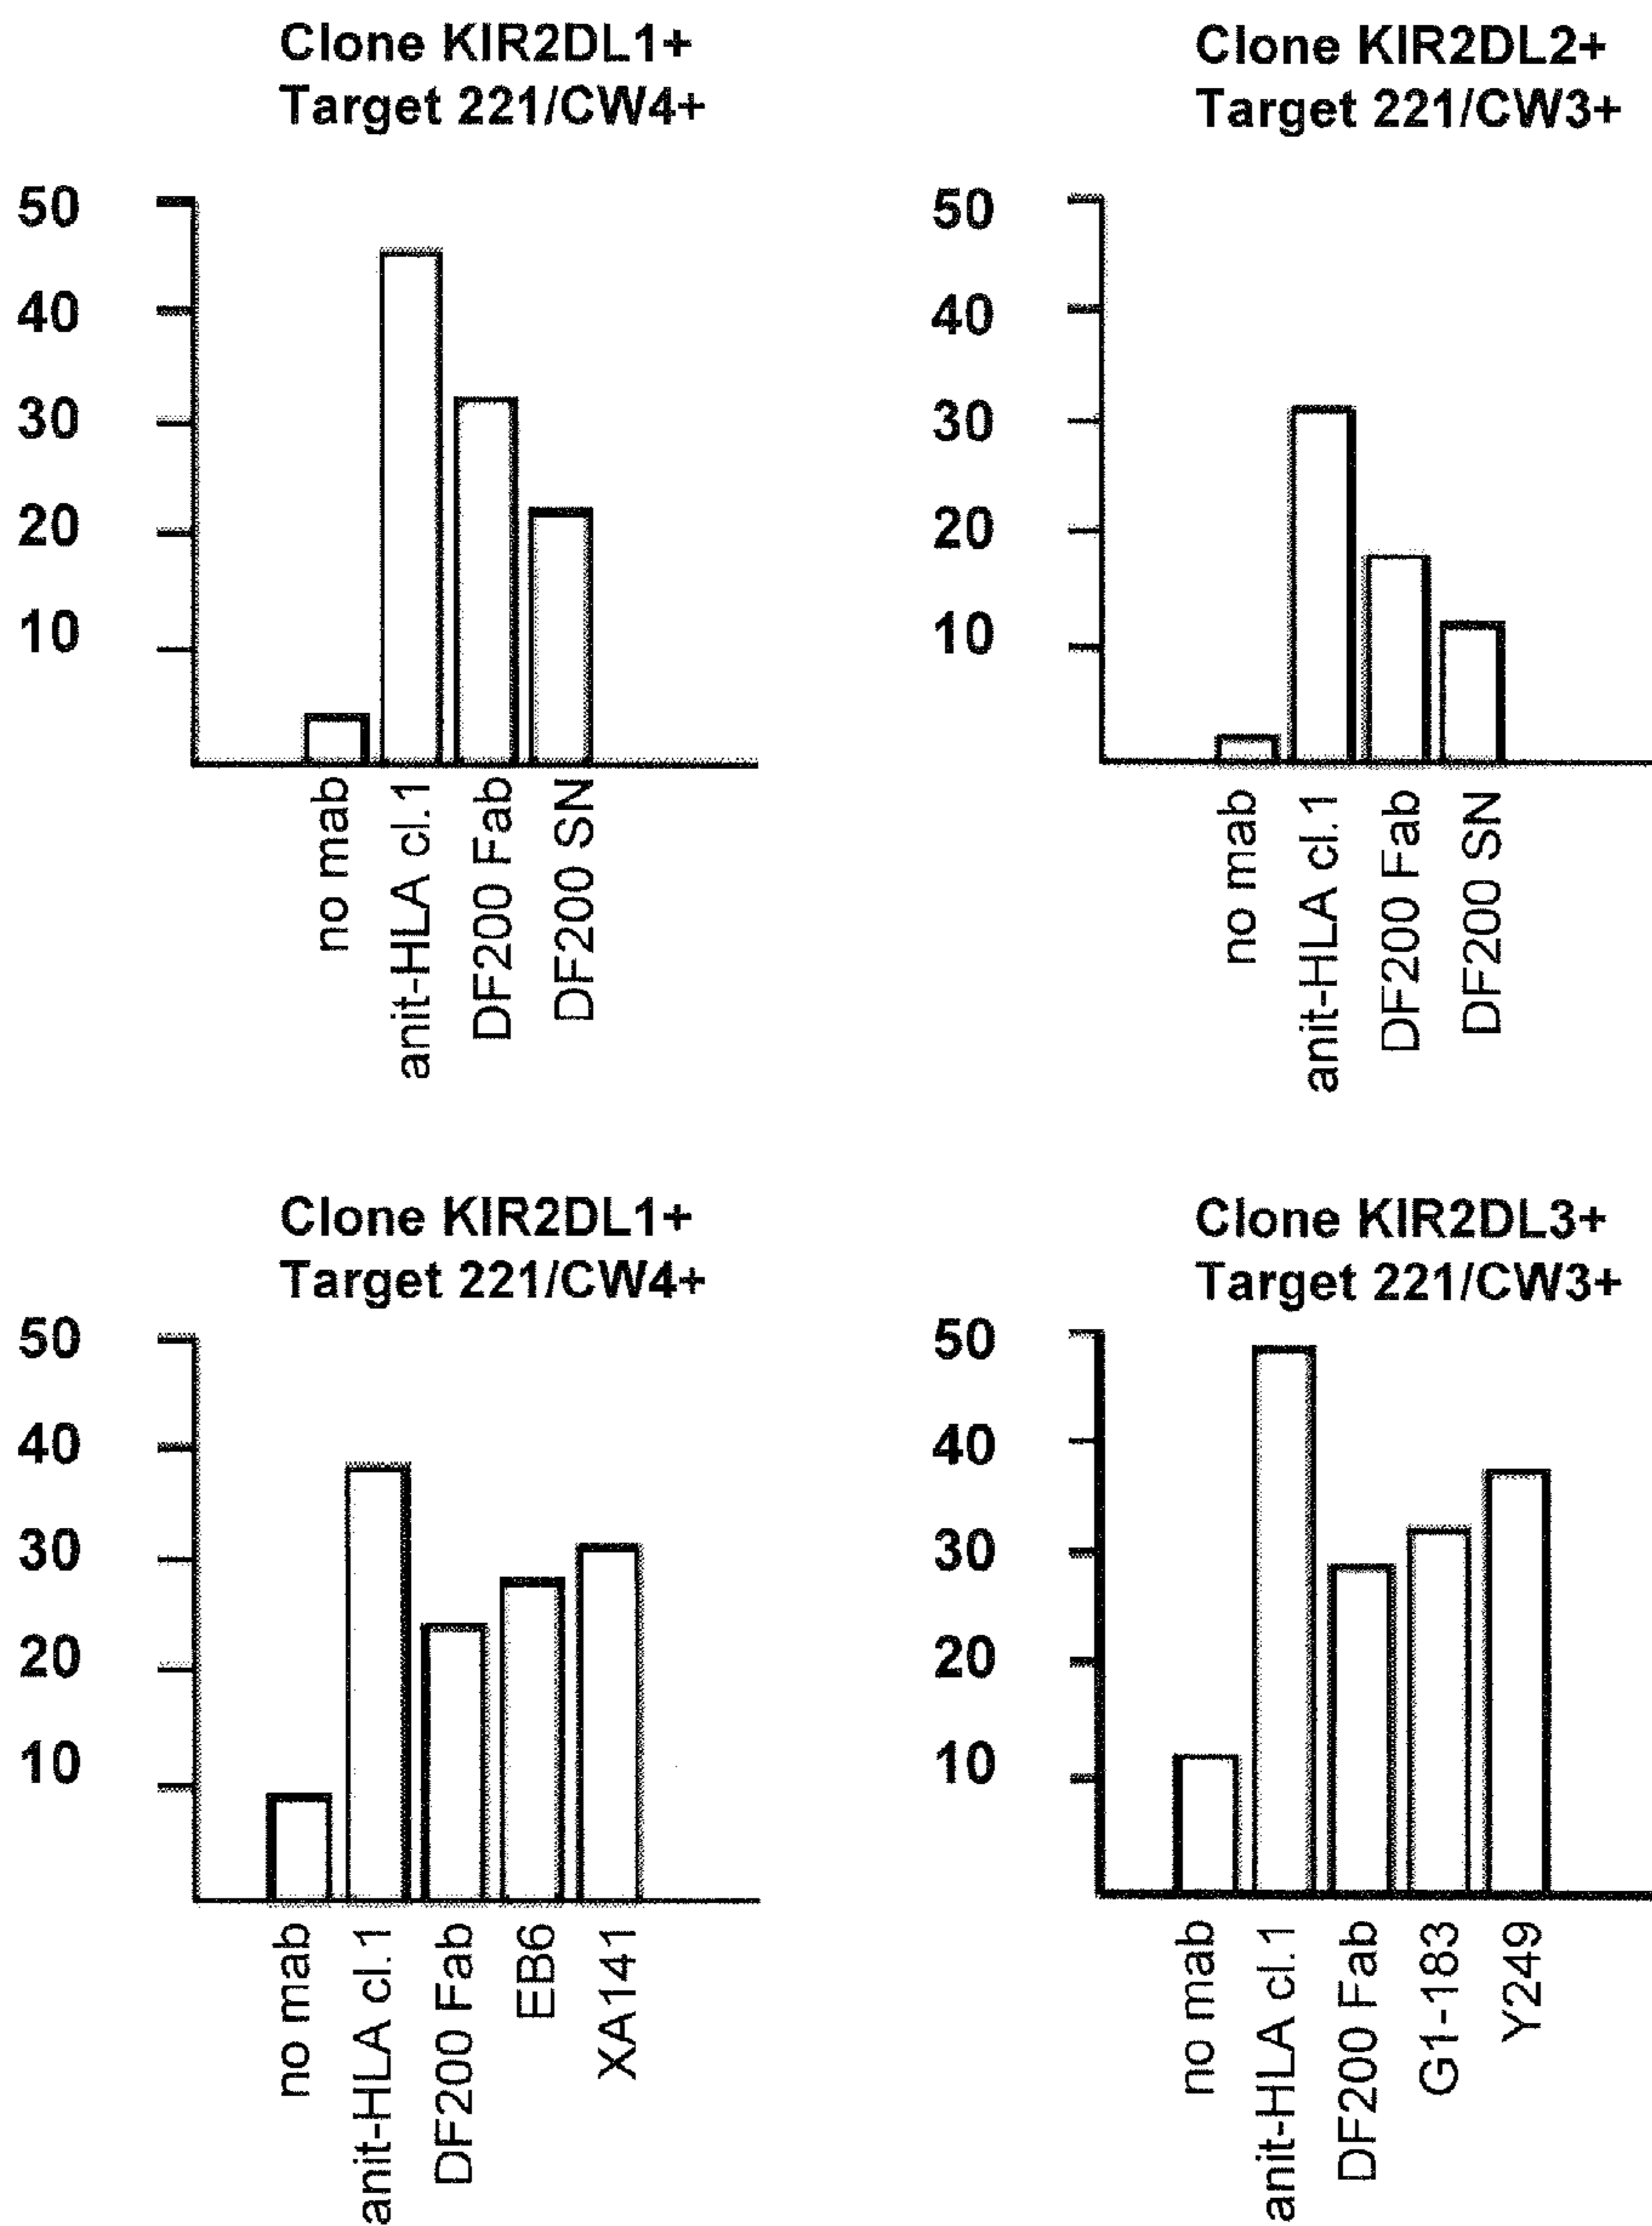 Clone KIR2DL1+
Target 221/CW4+
50
40
30
20
10
no mab
anit-HLA cl.1
DF200 Fab
DF200 SN
Clone KIR2DL2+
Target 221/CW3+
50
40
30
20
10
no mab
anit-HLA cl.1
DF200 Fab
DF200 SN
Clone KIR2DL1+
Target 221/CW4+
50
40
30
20
10
no mab
anit-HLA cl.1
DF200 Fab
EB6
XA141
Clone KIR2DL3+
Target 221/CW3+
50
40
30
20
10
no mab
anit-HLA cl.1
DF200 Fab
G1-183
Y249